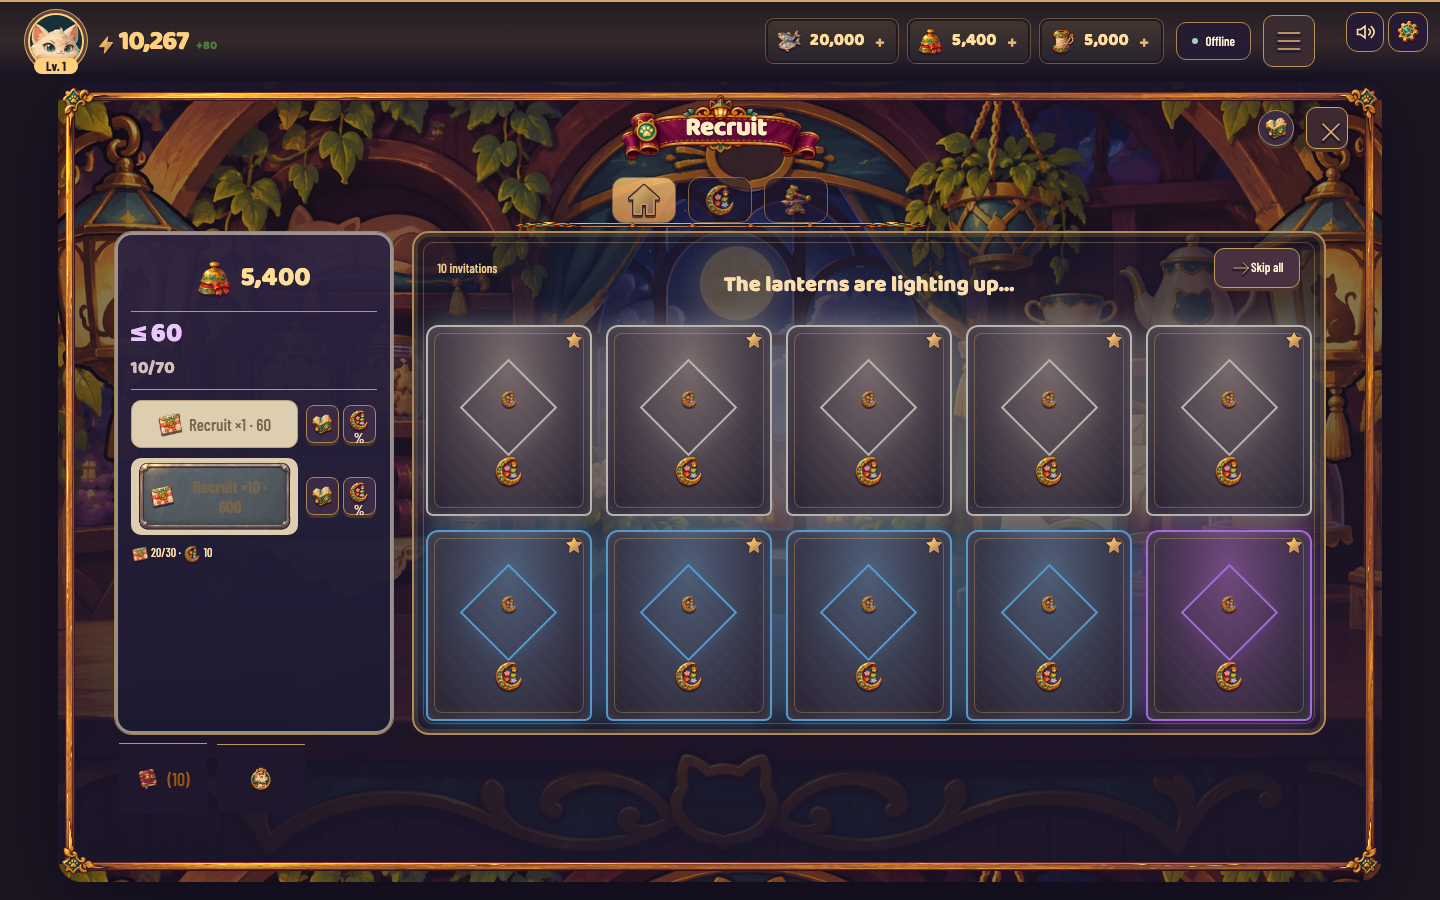 10,267 +80
Lv. 1
20,000 +
5,400 +
5,000 +
Offline
Recruit
5,400
≤ 60
10/70
Recruit ×1 · 60
%
Recruit ×10 ·
600
%
20/30 · 10
10 invitations
The lanterns are lighting up...
Skip all
(10)